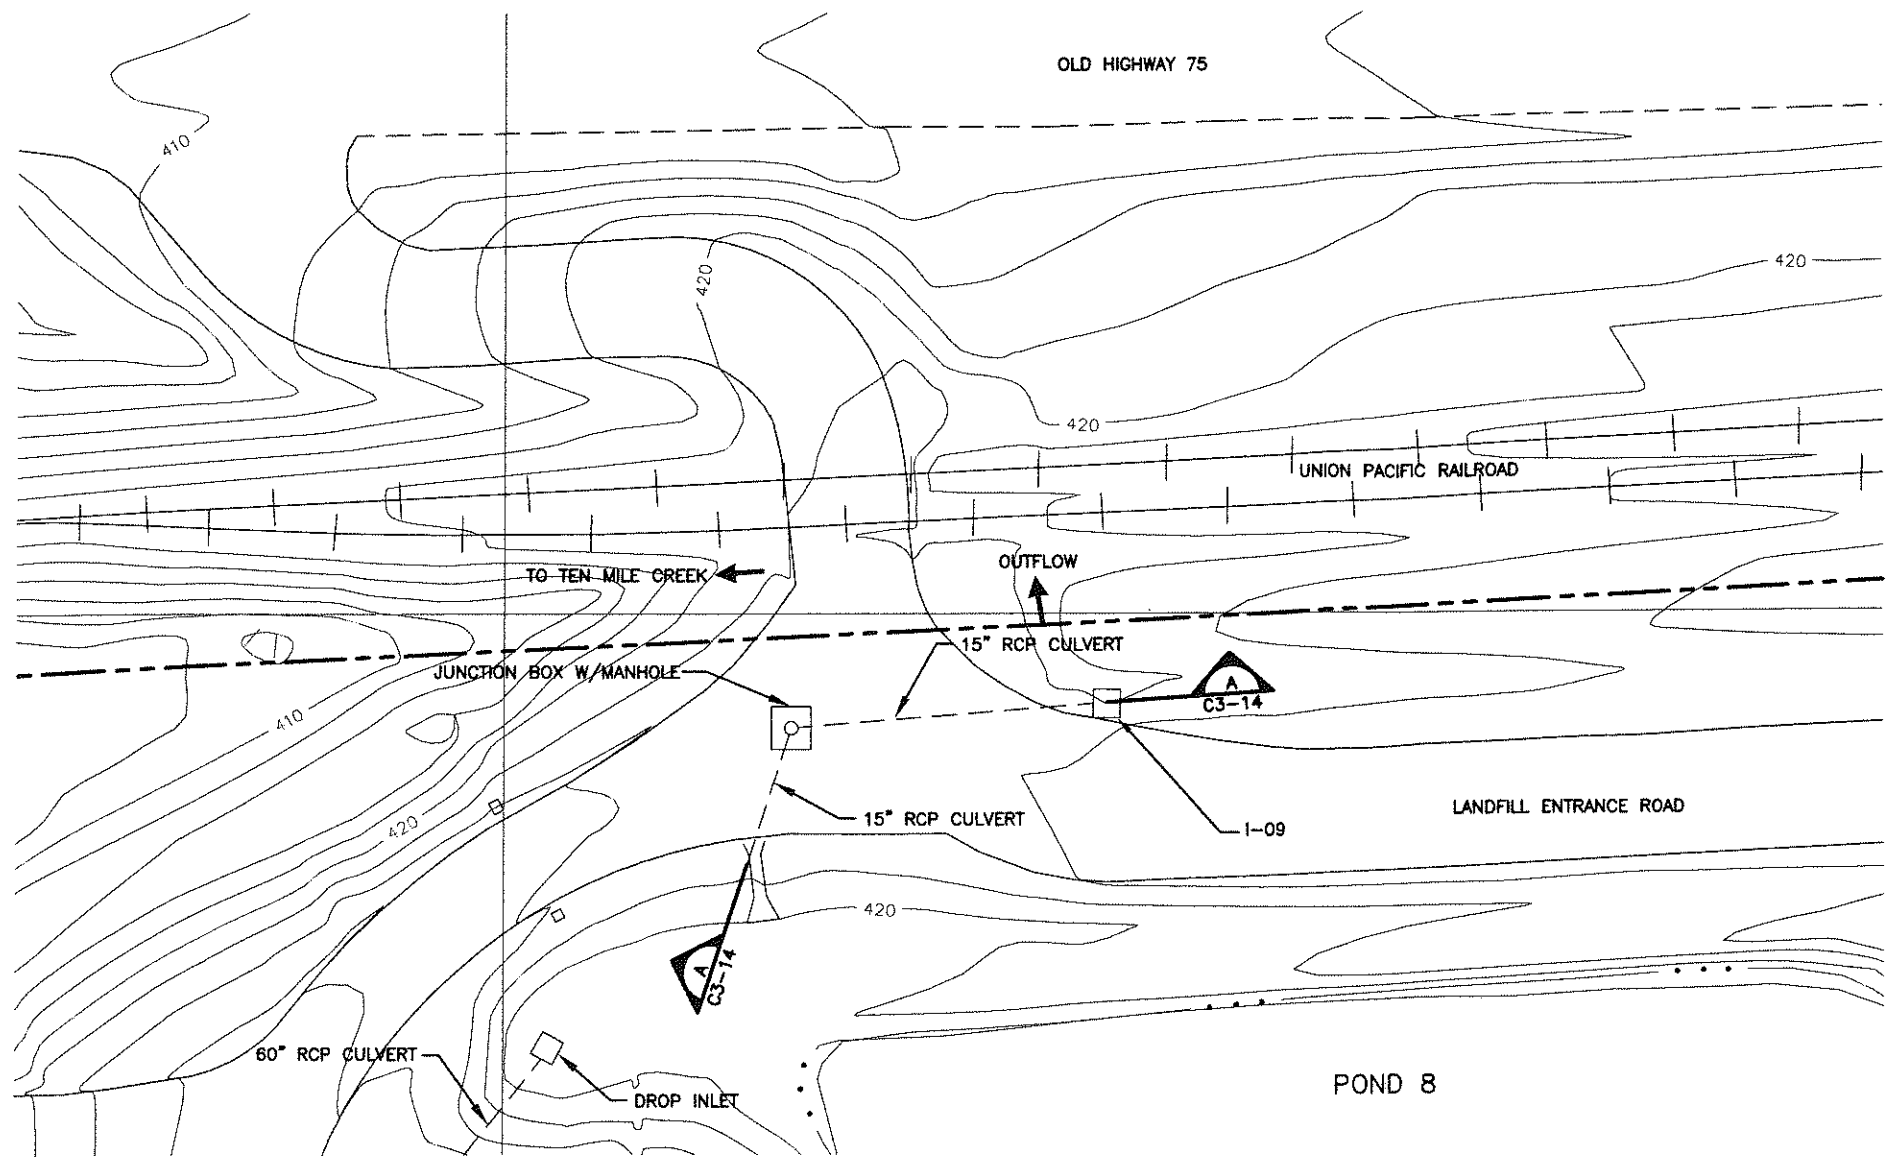 OLD HIGHWAY 75
410
420
420
420
UNION PACIFIC RAILROAD
OUTFLOW
TO TEN MILE CREEK
15" RCP CULVERT
JUNCTION BOX W/MANHOLE
A
C3-14
410
LANDFILL ENTRANCE ROAD
15" RCP CULVERT
I-09
420
420
A
C3-14
60" RCP CULVERT
DROP INLET
POND 8